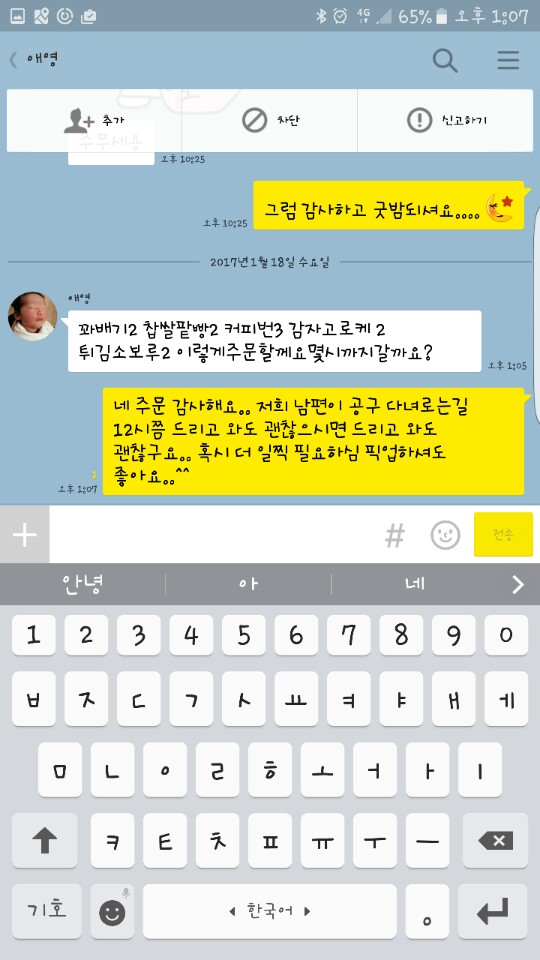 4G 65% 오후 1:07
애영
추가 차단 신고하기
주무세용
오후 10:25
그럼 감사하고 굿밤되셔요....
오후 10:25
2017년 1월 18일 수요일
애영
꽈배기2 찹쌀팥빵2 커피번3 감자고로케 2
튀김소보루2 이렇게주문할께요몇시까지갈까요?
오후 1:05
네 주문 감사해요.. 저희 남편이 공구 다녀로는길
12시쯤 드리고 와도 괜찮으시면 드리고 와도
괜찮구요.. 혹시 더 일찍 필요하심 픽업하셔도
좋아요..^^
1
오후 1:07
+ # 전송
안녕 아 네 >
1 2 3 4 5 6 7 8 9 0
ㅂ ㅈ ㄷ ㄱ ㅅ ㅛ ㅕ ㅑ ㅐ ㅔ
ㅁ ㄴ ㅇ ㄹ ㅎ ㅗ ㅓ ㅏ ㅣ
ㅋ ㅌ ㅊ ㅍ ㅠ ㅜ ㅡ
기호 한국어 .